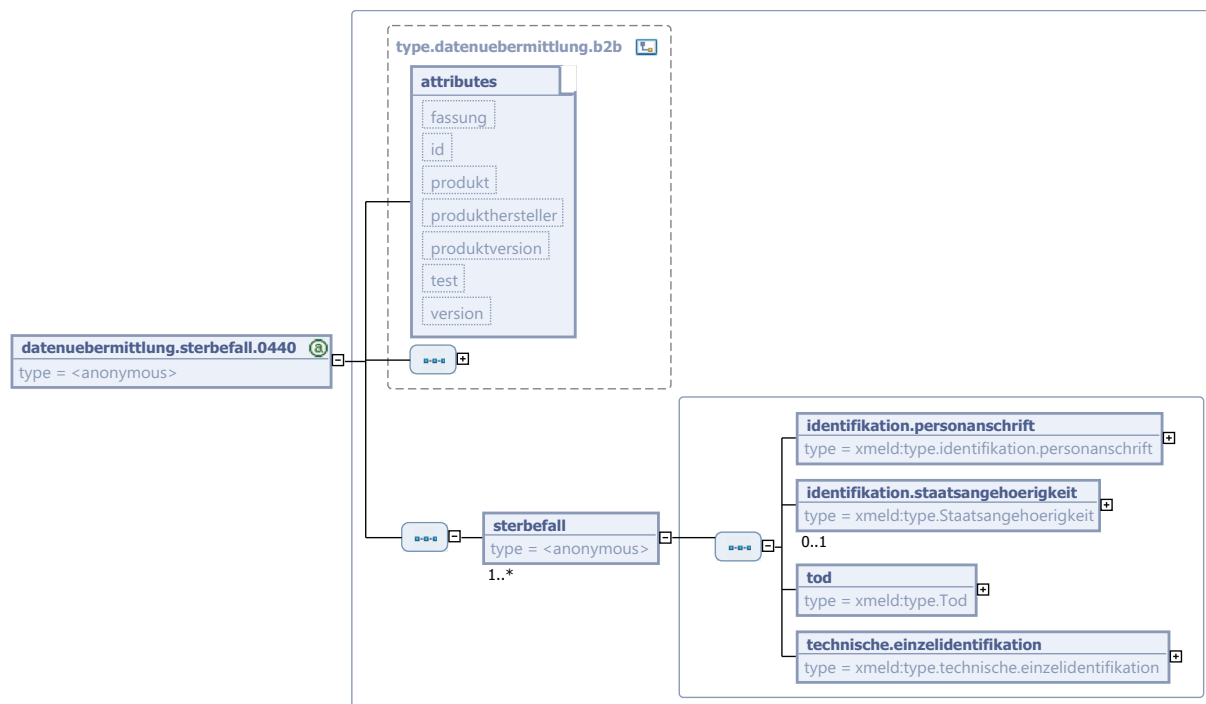 type.datenuebermittlung.b2b
attributes
fassung
id
produkt
produkthersteller
produktversion
test
version
datenuebermittlung.sterbefall.0440 a
type = <anonymous>
sterbefall
type = <anonymous>
1..*
identifikation.personanschrift
type = xmeld:type.identifikation.personanschrift
identifikation.staatsangehoerigkeit
type = xmeld:type.Staatsangehoerigkeit
0..1
tod
type = xmeld:type.Tod
technische.einzelidentifikation
type = xmeld:type.technische.einzelidentifikation